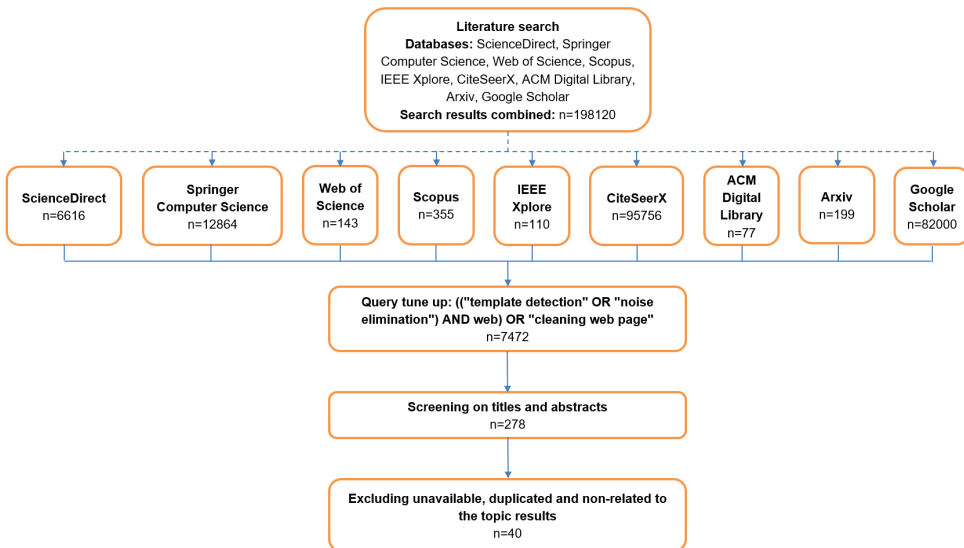 Literature search
Databases: ScienceDirect, Springer
Computer Science, Web of Science, Scopus,
IEEE Xplore, CiteSeerX, ACM Digital Library,
Arxiv, Google Scholar
Search results combined: n=198120
ScienceDirect
n=6616
Springer
Computer Science
n=12864
Web of
Science
n=143
Scopus
n=355
IEEE
Xplore
n=110
CiteSeerX
n=95756
ACM
Digital
Library
n=77
Arxiv
n=199
Google
Scholar
n=82000
Query tune up: (("template detection" OR "noise
elimination") AND web) OR "cleaning web page"
n=7472
Screening on titles and abstracts
n=278
Excluding unavailable, duplicated and non-related to
the topic results
n=40